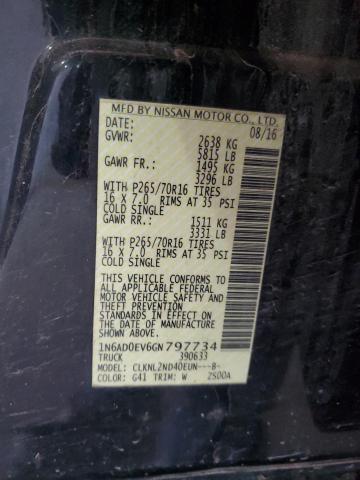 MFD BY NISSAN MOTOR CO., LTD.
DATE: 08/16
GVWR: 2638 KG
5815 LB
GAWR FR.: 1495 KG
3296 LB
WITH P265/70R16 TIRES
16 X 7.0 RIMS AT 35 PSI
COLD SINGLE
GAWR RR.: 1511 KG
3331 LB
WITH P265/70R16 TIRES
16 X 7.0 RIMS AT 35 PSI
COLD SINGLE
THIS VEHICLE CONFORMS TO
ALL APPLICABLE FEDERAL
MOTOR VEHICLE SAFETY
STANDARDS IN EFFECT ON
THE DATE OF MANUFACTURE
SHOWN ABOVE.
1N6AD0EV6GN797734
TRUCK 390633
MODEL: CLKNL2ND40EUN---B-
COLOR: G41 TRIM: W 2S00A